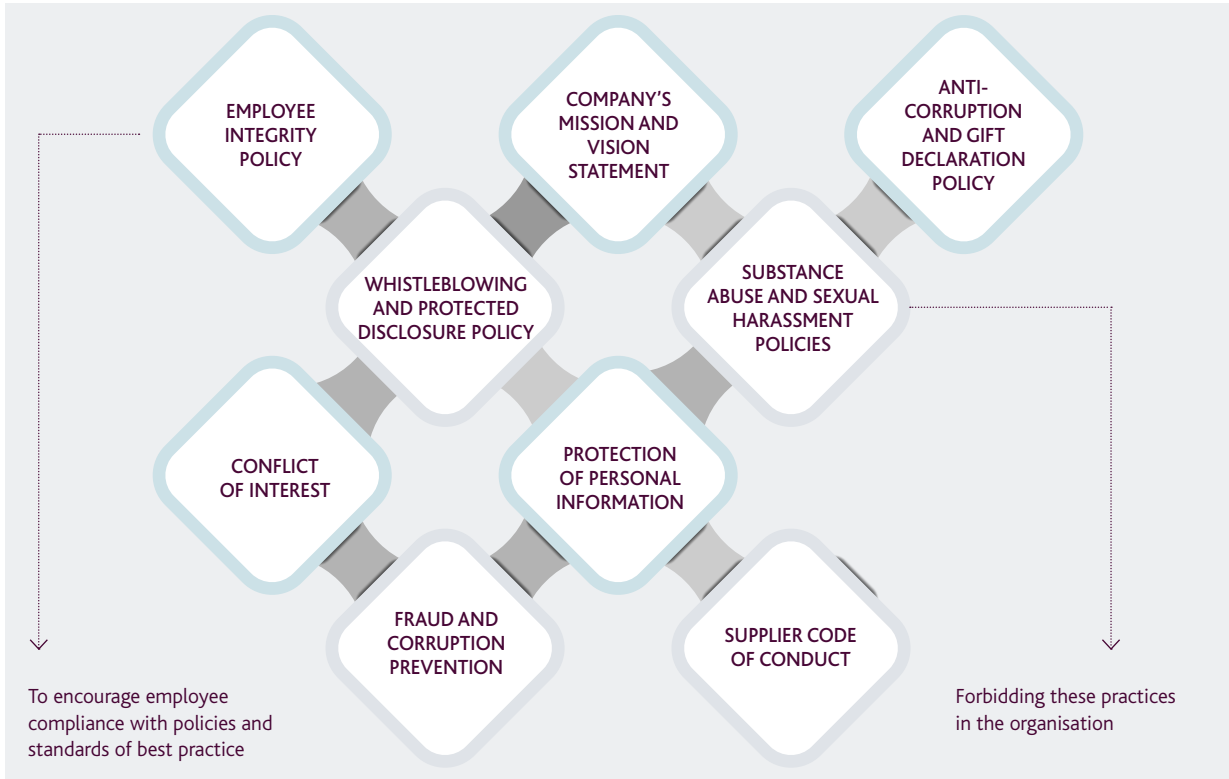 EMPLOYEE
INTEGRITY
POLICY
COMPANY'S
MISSION AND
VISION
STATEMENT
ANTI-
CORRUPTION
AND GIFT
DECLARATION
POLICY
WHISTLEBLOWING
AND PROTECTED
DISCLOSURE POLICY
SUBSTANCE
ABUSE AND SEXUAL
HARASSMENT
POLICIES
CONFLICT
OF INTEREST
PROTECTION
OF PERSONAL
INFORMATION
FRAUD AND
CORRUPTION
PREVENTION
SUPPLIER CODE
OF CONDUCT
To encourage employee
compliance with policies and
standards of best practice
Forbidding these practices
in the organisation